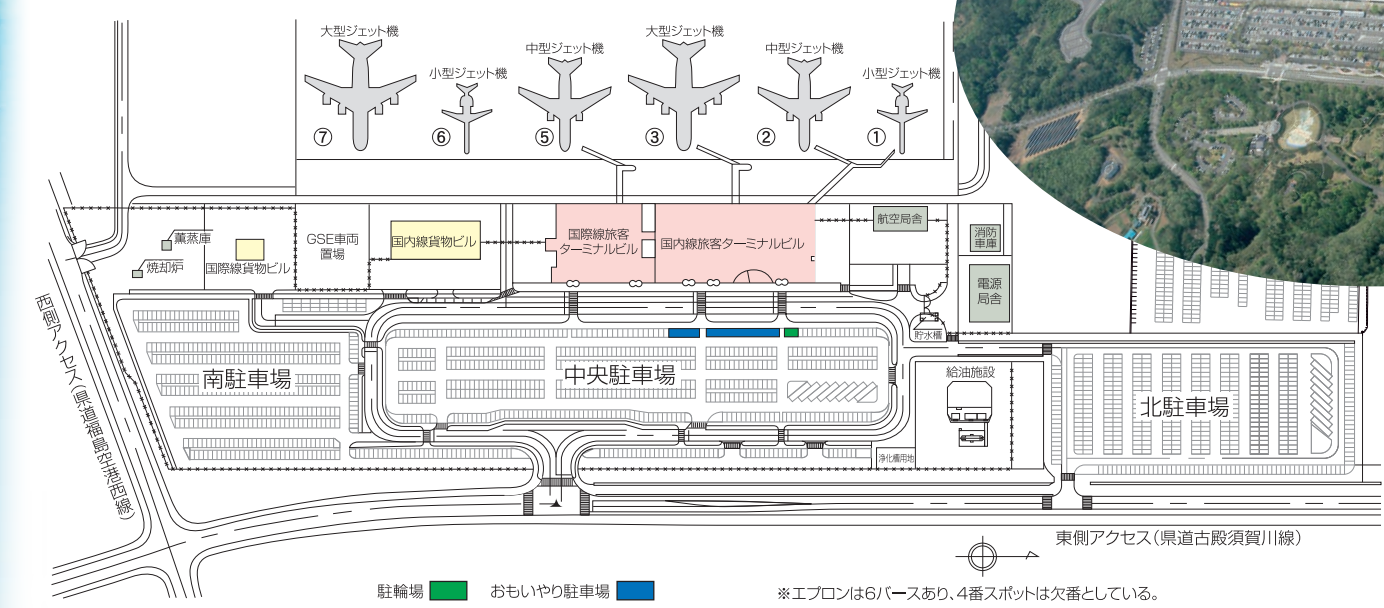 大型ジェット機
小型ジェット機
中型ジェット機
大型ジェット機
中型ジェット機
小型ジェット機
⑦
⑥
⑤
③
②
①
薫蒸庫
焼却炉
国際線貨物ビル
GSE車両
置場
国内線貨物ビル
国際線旅客
ターミナルビル
国内線旅客ターミナルビル
航空局舎
消防
車庫
電源
局舎
貯水槽
西側アクセス(県道福島空港西線)
南駐車場
中央駐車場
給油施設
浄化槽用地
北駐車場
東側アクセス(県道古殿須賀川線)
駐輪場
おもいやり駐車場
※エプロンは6バースあり、4番スポットは欠番としている。